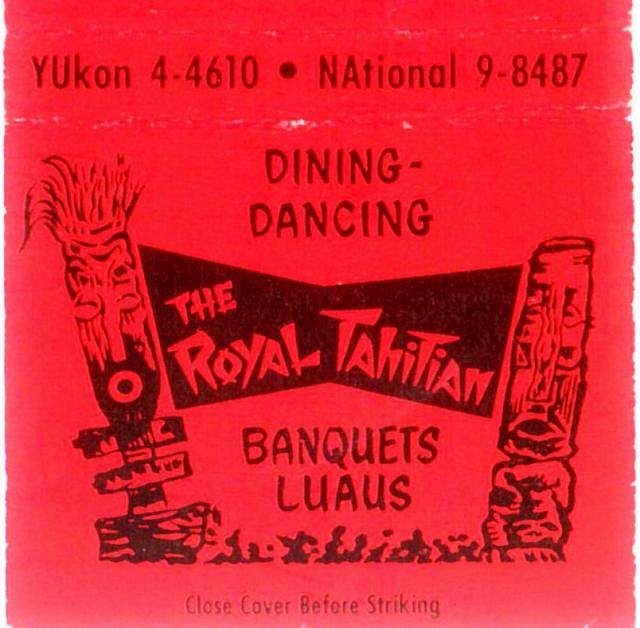 YUkon 4-4610 • NAtional 9-8487
DINING-
DANCING
THE
ROYAL TAHITIAN
BANQUETS
LUAUS
Close Cover Before Striking